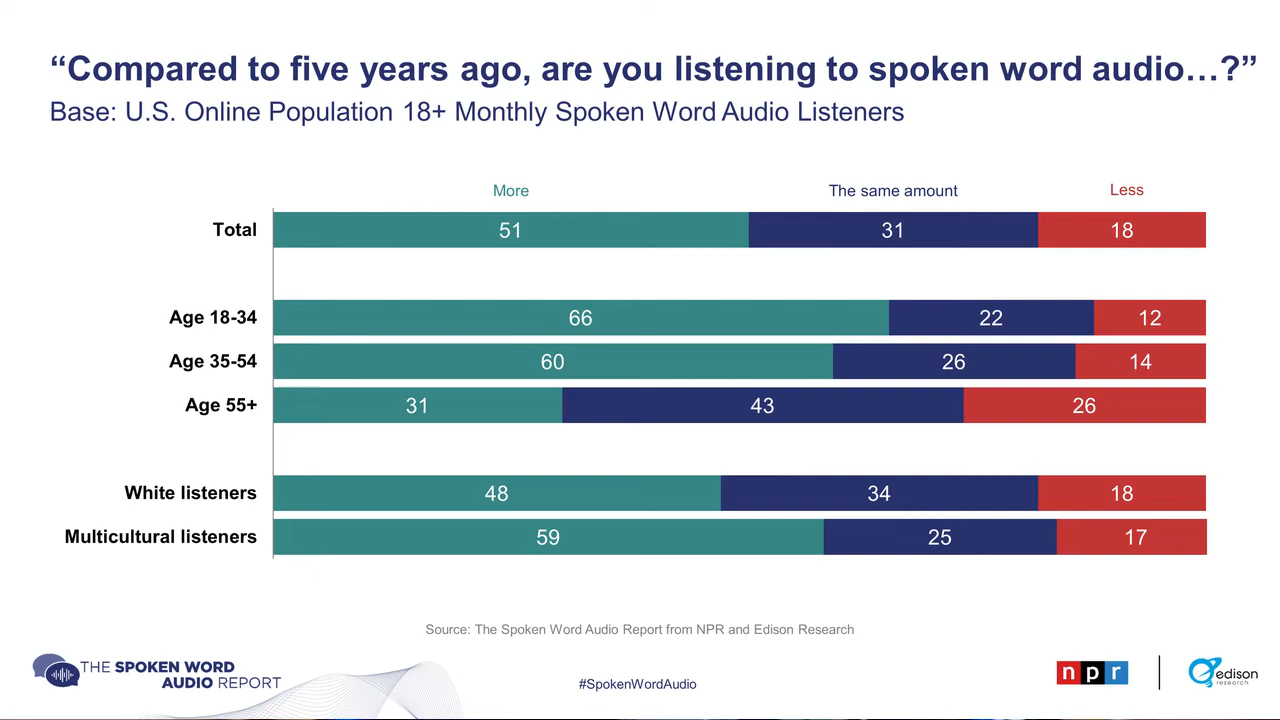 “Compared to five years ago, are you listening to spoken word audio…?”
Base: U.S. Online Population 18+ Monthly Spoken Word Audio Listeners
More The same amount Less
Total 51 31 18
Age 18-34 66 22 12
Age 35-54 60 26 14
Age 55+ 31 43 26
White listeners 48 34 18
Multicultural listeners 59 25 17
Source: The Spoken Word Audio Report from NPR and Edison Research
THE SPOKEN WORD
AUDIO REPORT
#SpokenWordAudio
npr
edison
research